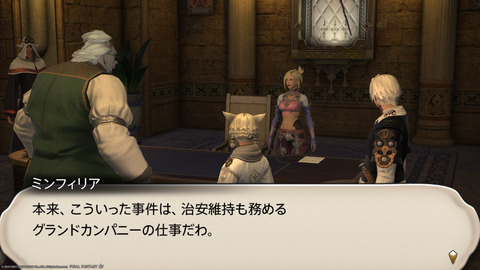 ミンフィリア
本来、こういった事件は、治安維持も務める
グランドカンパニーの仕事だわ。